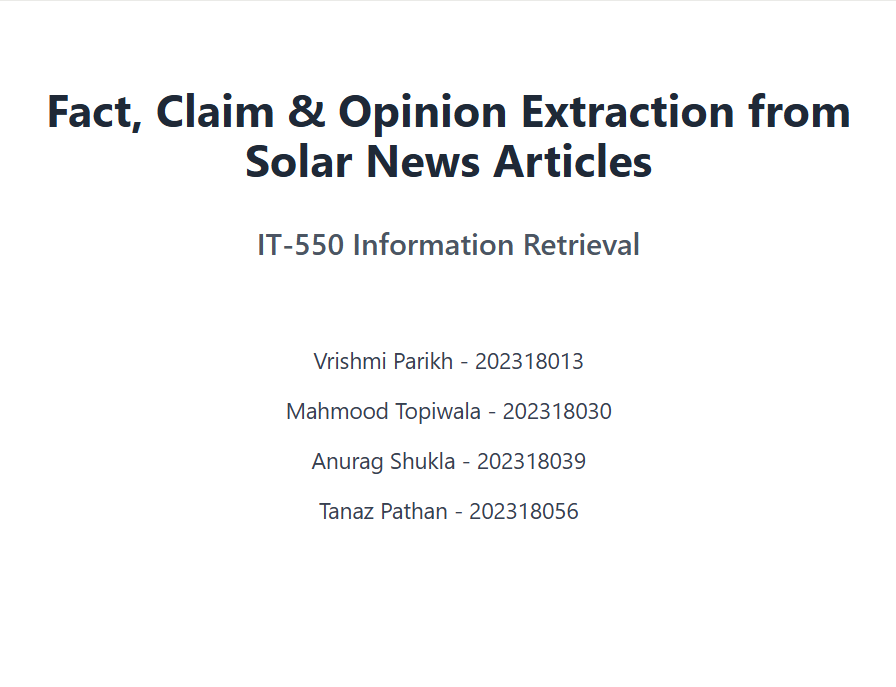 Fact, Claim & Opinion Extraction from
Solar News Articles
IT-550 Information Retrieval
Vrishmi Parikh - 202318013
Mahmood Topiwala - 202318030
Anurag Shukla - 202318039
Tanaz Pathan - 202318056